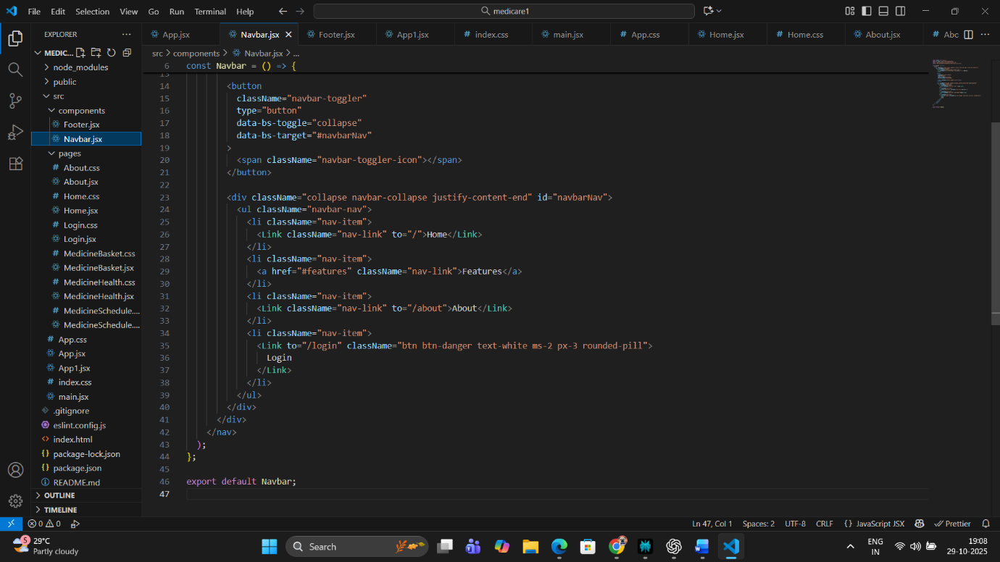 File Edit Selection View Go Run Terminal Help
medicare1
EXPLORER
MEDIC...
node_modules
public
src
components
Footer.jsx
Navbar.jsx
pages
About.css
About.jsx
Home.css
Home.jsx
Login.css
Login.jsx
MedicineBasket.css
MedicineBasket.jsx
MedicineHealth.css
MedicineHealth.jsx
MedicineSchedule....
MedicineSchedule....
App.css
App.jsx
App1.jsx
index.css
main.jsx
.gitignore
eslint.config.js
index.html
package-lock.json
package.json
README.md
OUTLINE
TIMELINE
App.jsx Navbar.jsx Footer.jsx App1.jsx # index.css main.jsx # App.css Home.jsx # Home.css About.jsx # Abc
src > components > Navbar.jsx > ...
6 const Navbar = () => {
13
14 <button
15 className="navbar-toggler"
16 type="button"
17 data-bs-toggle="collapse"
18 data-bs-target="#navbarNav"
19 >
20 <span className="navbar-toggler-icon"></span>
21 </button>
22
23 <div className="collapse navbar-collapse justify-content-end" id="navbarNav">
24 <ul className="navbar-nav">
25 <li className="nav-item">
26 <Link className="nav-link" to="/">Home</Link>
27 </li>
28 <li className="nav-item">
29 <a href="#features" className="nav-link">Features</a>
30 </li>
31 <li className="nav-item">
32 <Link className="nav-link" to="/about">About</Link>
33 </li>
34 <li className="nav-item">
35 <Link to="/login" className="btn btn-danger text-white ms-2 px-3 rounded-pill">
36 Login
37 </Link>
38 </li>
39 </ul>
40 </div>
41 </div>
42 </nav>
43 );
44 };
45
46 export default Navbar;
47
0 0 Ln 47, Col 1 Spaces: 2 UTF-8 CRLF {} JavaScript JSX Prettier
5 29°C
Partly cloudy
Search
ENG
IN
19:08
29-10-2025